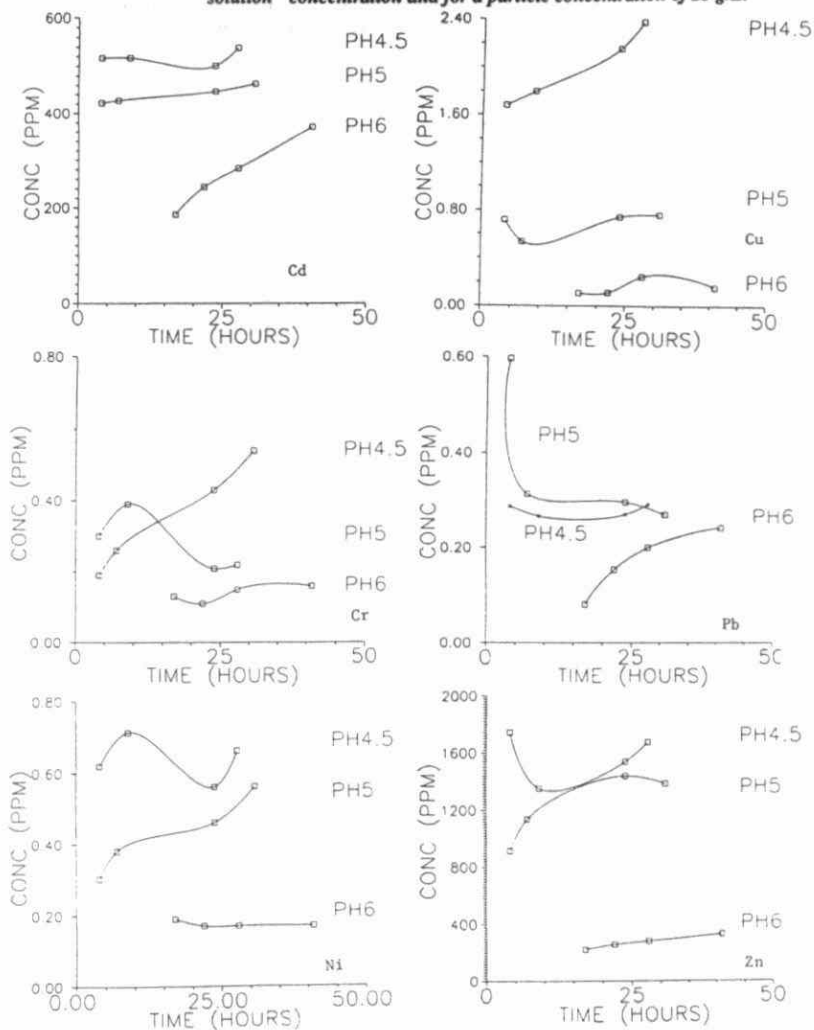 solution concentration and for a particle concentration of
600
400
200
0
CONC (PPM)
PH4.5
PH5
PH6
Cd
0 25 50
TIME (HOURS)
2.40
1.60
0.80
0.00
CONC (PPM)
PH4.5
PH5
Cu
PH6
0 25 50
TIME (HOURS)
0.80
0.40
0.00
CONC (PPM)
PH4.5
PH5
PH6
Cr
0 25 50
TIME (HOURS)
0.60
0.40
0.20
0.00
CONC (PPM)
PH5
PH4.5
PH6
Pb
0 25
TIME (HOURS)
0.80
0.60
0.40
0.20
0.00
CONC (PPM)
PH4.5
PH5
PH6
Ni
0.00 25.00 50.00
TIME (HOURS)
2000
1600
1200
800
400
0
CONC (PPM)
PH4.5
PH5
PH6
Zn
0 25 50
TIME (HOURS)